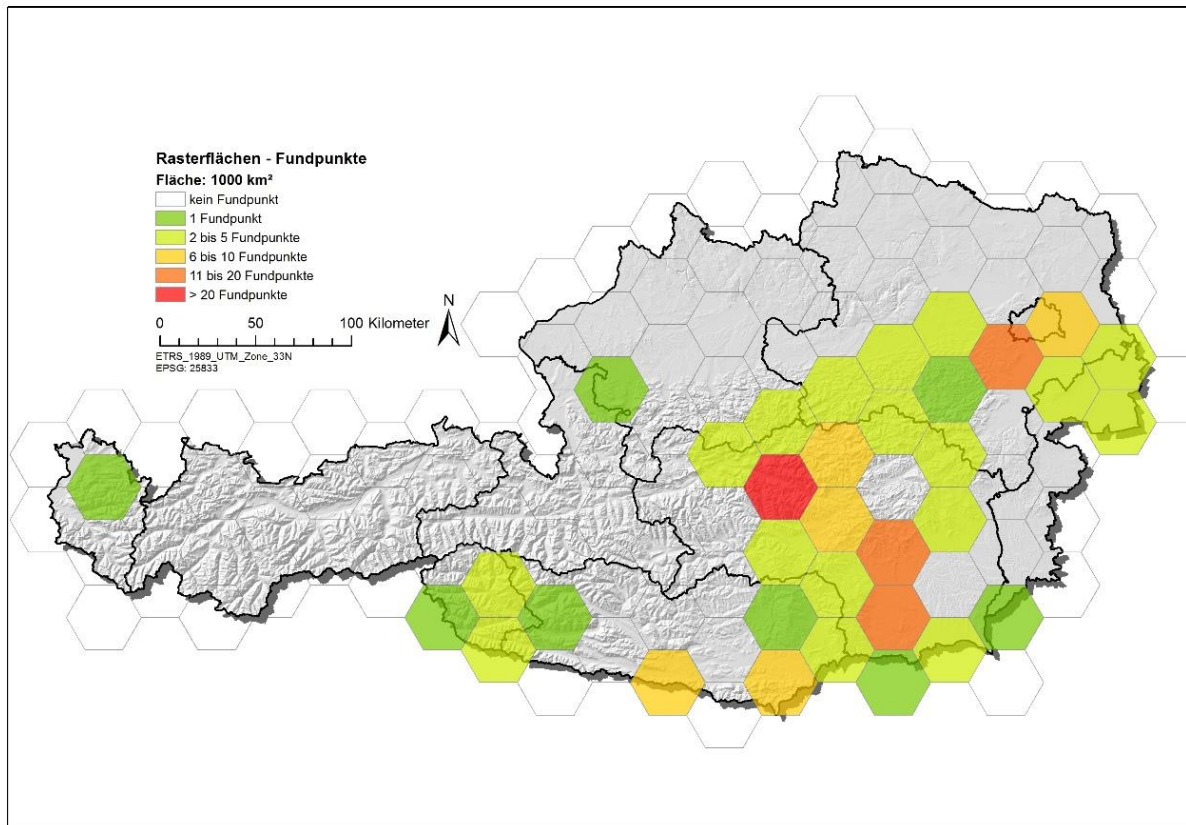 Rasterflächen - Fundpunkte
Fläche: 1000 km²
kein Fundpunkt
1 Fundpunkt
2 bis 5 Fundpunkte
6 bis 10 Fundpunkte
11 bis 20 Fundpunkte
> 20 Fundpunkte
N
0 50 100 Kilometer
ETRS_1989_UTM_Zone_33N
EPSG: 25833